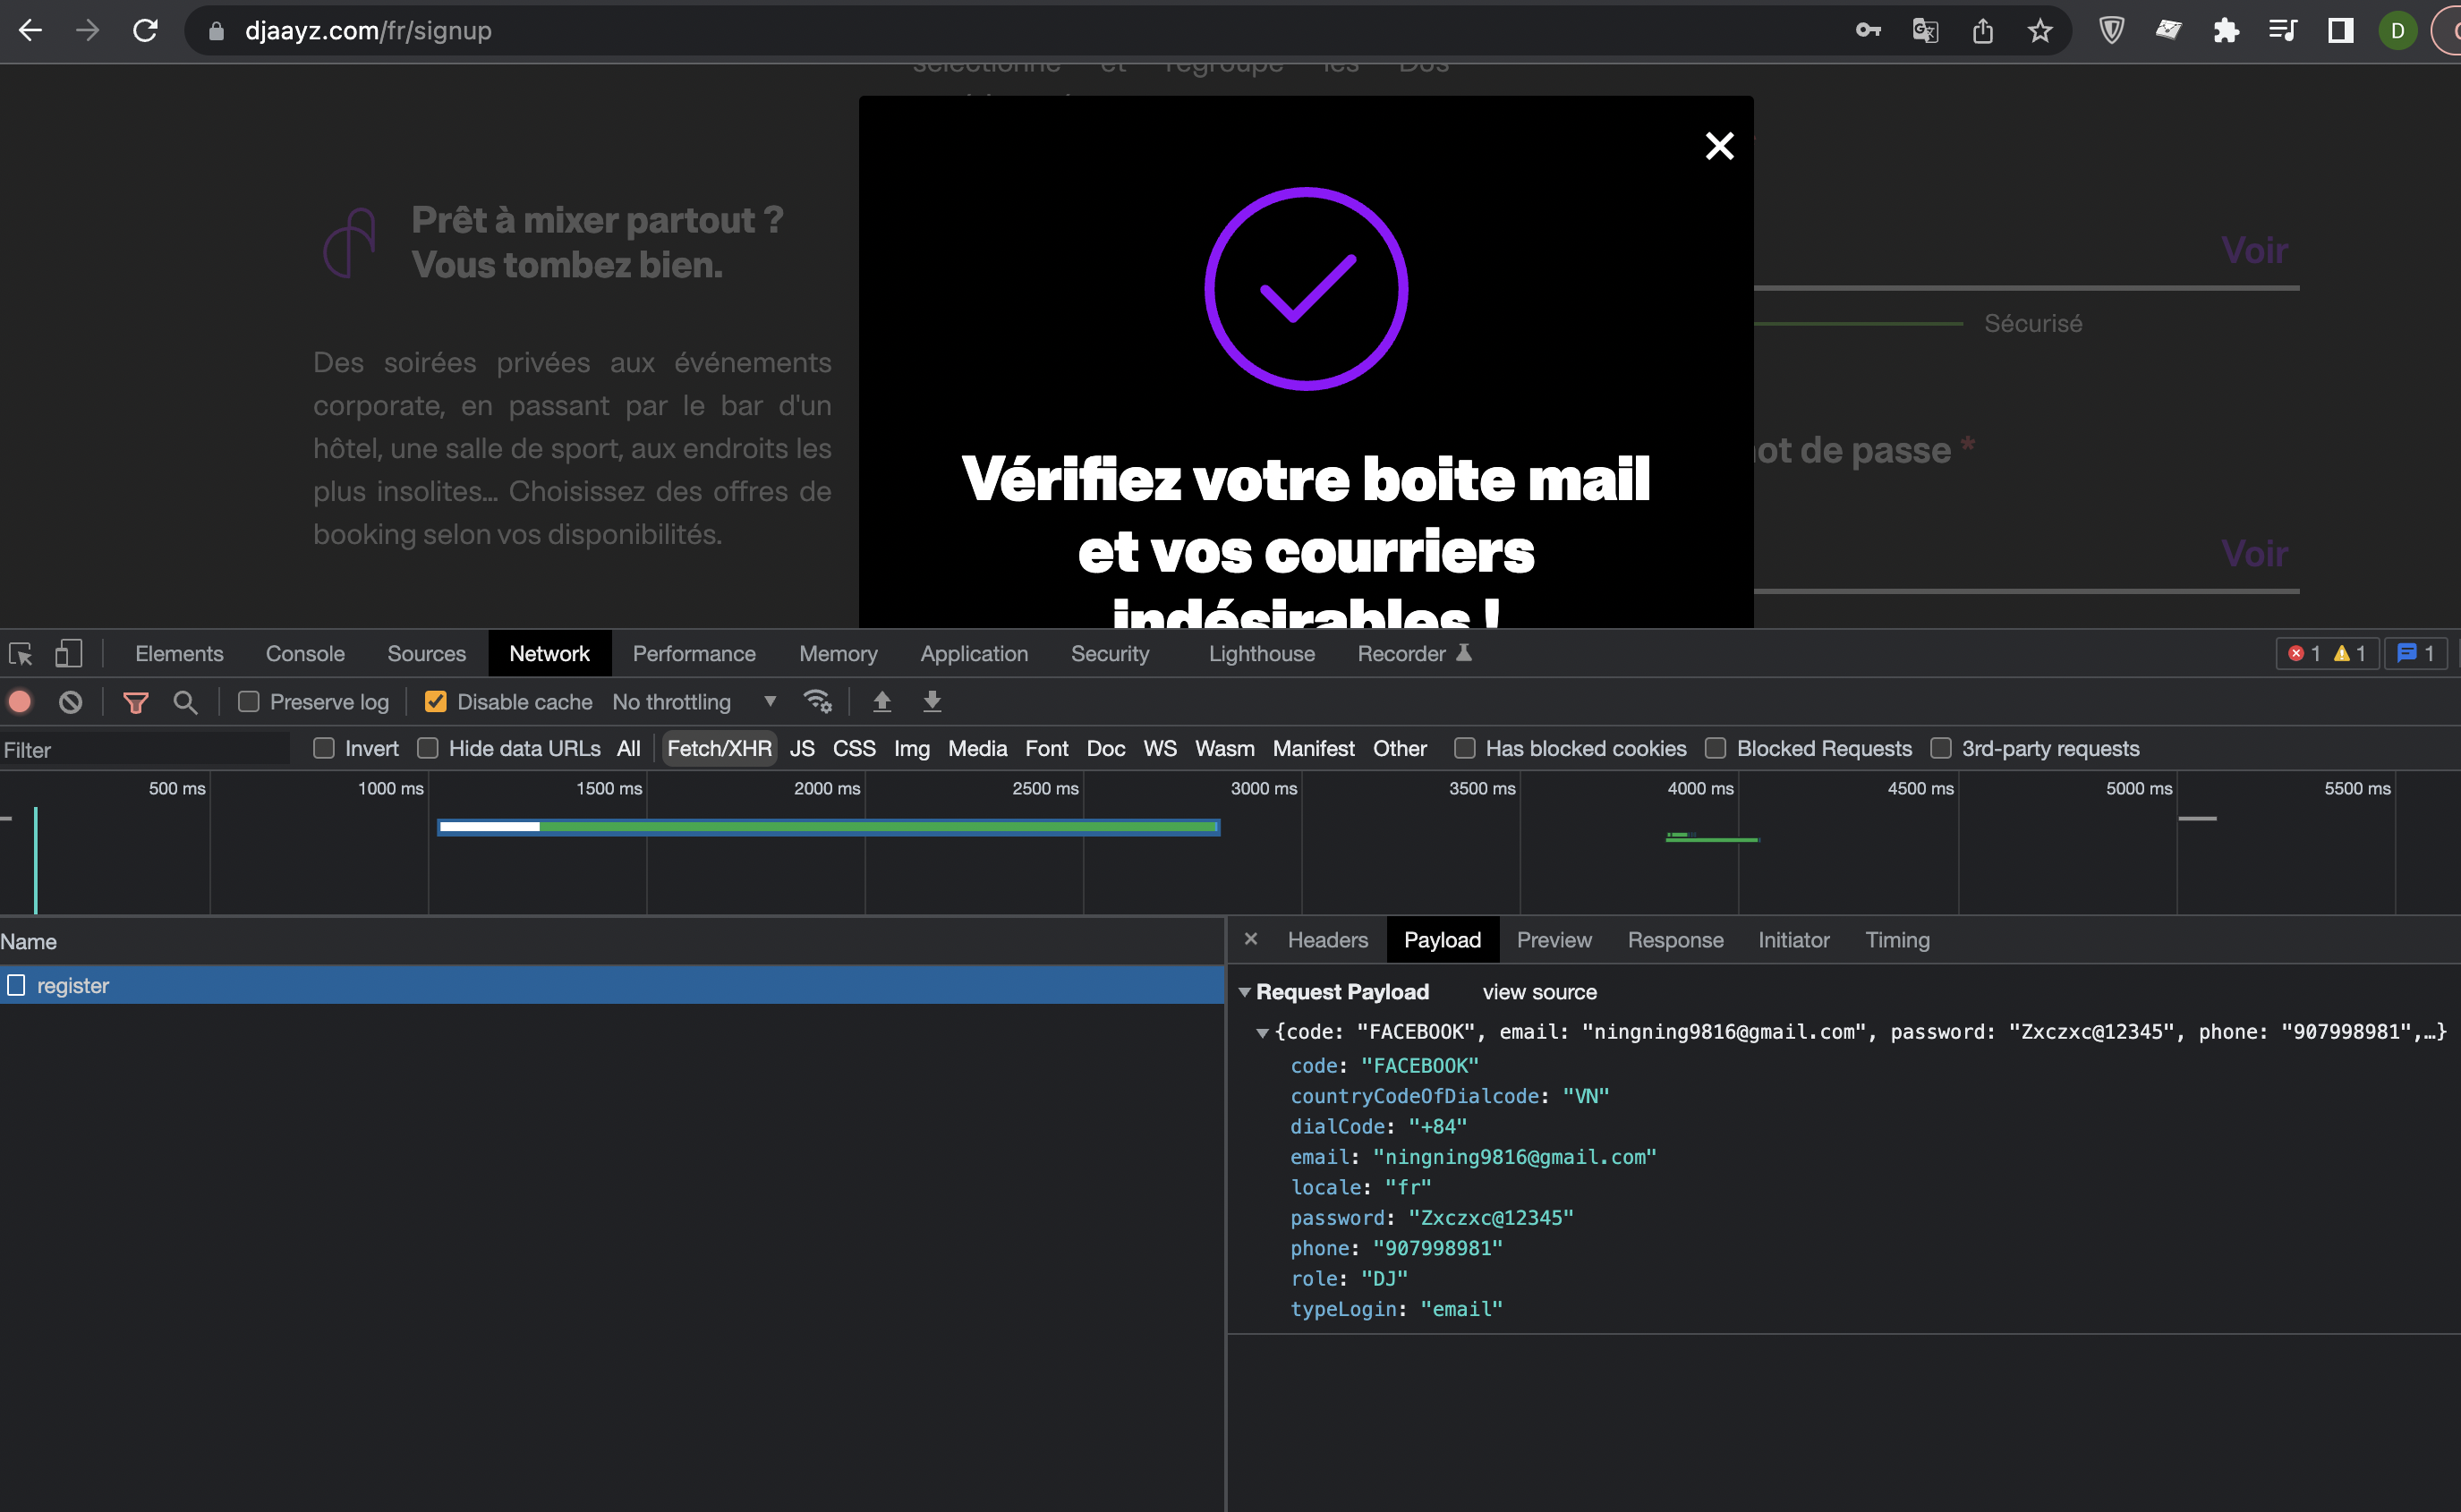 djaayz.com/fr/signup
D
sélectionne et regroupe les DJs
Prêt à mixer partout ?
Vous tombez bien.
Des soirées privées aux événements
corporate, en passant par le bar d'un
hôtel, une salle de sport, aux endroits les
plus insolites... Choisissez des offres de
booking selon vos disponibilités.
Vérifiez votre boite mail
et vos courriers
indésirables !
Voir
Sécurisé
mot de passe *
Voir
Elements Console Sources Network Performance Memory Application Security Lighthouse Recorder 1 1 1
Preserve log Disable cache No throttling
Filter Invert Hide data URLs All Fetch/XHR JS CSS Img Media Font Doc WS Wasm Manifest Other Has blocked cookies Blocked Requests 3rd-party requests
500 ms 1000 ms 1500 ms 2000 ms 2500 ms 3000 ms 3500 ms 4000 ms 4500 ms 5000 ms 5500 ms
Name
register
Headers Payload Preview Response Initiator Timing
Request Payload view source
{code: "FACEBOOK", email: "ningning9816@gmail.com", password: "Zxczxc@12345", phone: "907998981",…}
code: "FACEBOOK"
countryCodeOfDialcode: "VN"
dialCode: "+84"
email: "ningning9816@gmail.com"
locale: "fr"
password: "Zxczxc@12345"
phone: "907998981"
role: "DJ"
typeLogin: "email"